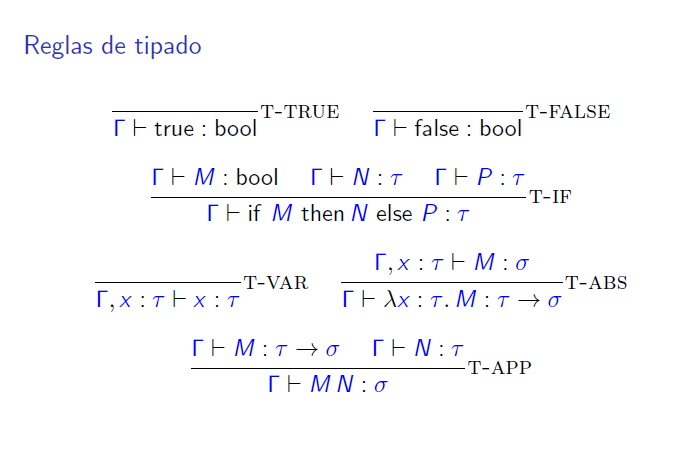 Reglas de tipado
T-TRUE T-FALSE
Γ ⊢ true : bool Γ ⊢ false : bool
Γ ⊢ M : bool Γ ⊢ N : τ Γ ⊢ P : τ
T-IF
Γ ⊢ if M then N else P : τ
Γ, x : τ ⊢ M : σ
T-VAR T-ABS
Γ, x : τ ⊢ x : τ Γ ⊢ λx : τ. M : τ → σ
Γ ⊢ M : τ → σ Γ ⊢ N : τ
T-APP
Γ ⊢ M N : σ